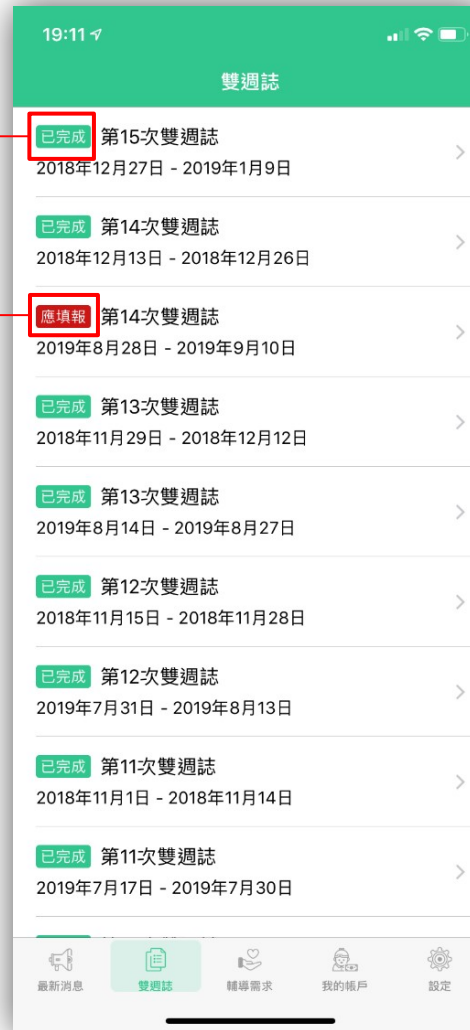 19:11
雙週誌
已完成 第15次雙週誌
2018年12月27日 - 2019年1月9日
已完成 第14次雙週誌
2018年12月13日 - 2018年12月26日
應填報 第14次雙週誌
2019年8月28日 - 2019年9月10日
已完成 第13次雙週誌
2018年11月29日 - 2018年12月12日
已完成 第13次雙週誌
2019年8月14日 - 2019年8月27日
已完成 第12次雙週誌
2018年11月15日 - 2018年11月28日
已完成 第12次雙週誌
2019年7月31日 - 2019年8月13日
已完成 第11次雙週誌
2018年11月1日 - 2018年11月14日
已完成 第11次雙週誌
2019年7月17日 - 2019年7月30日
最新消息 雙週誌 輔導需求 我的帳戶 設定